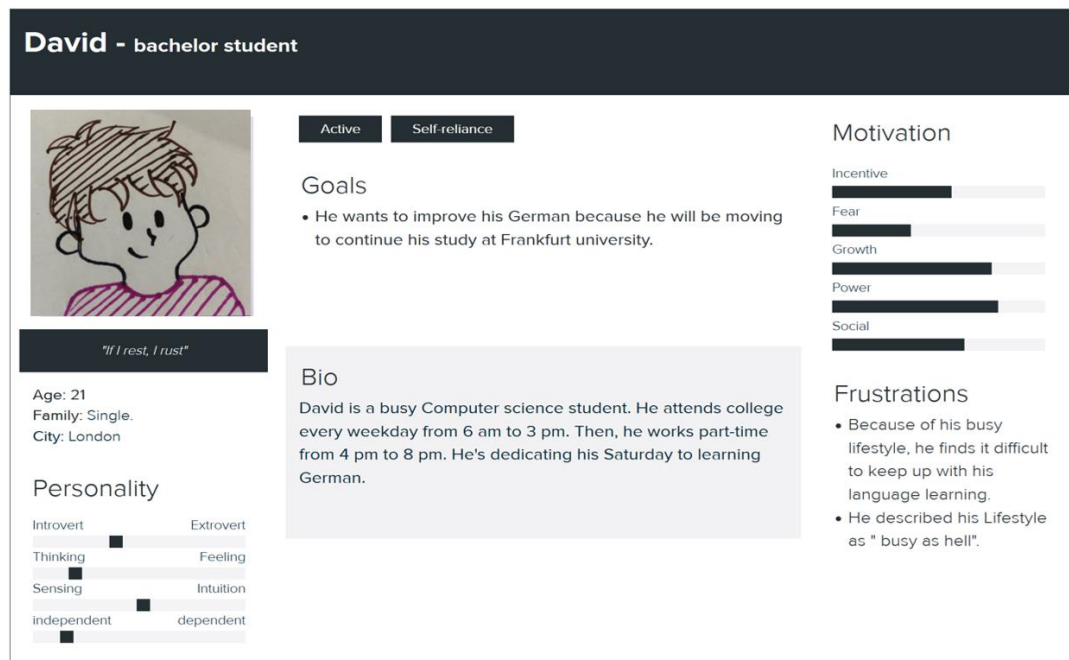 David - bachelor student
"If I rest, I rust"
Age: 21
Family: Single.
City: London
Personality
Introvert Extrovert
Thinking Feeling
Sensing Intuition
independent dependent
Active Self-reliance
Goals
• He wants to improve his German because he will be moving
to continue his study at Frankfurt university.
Bio
David is a busy Computer science student. He attends college
every weekday from 6 am to 3 pm. Then, he works part-time
from 4 pm to 8 pm. He's dedicating his Saturday to learning
German.
Motivation
Incentive
Fear
Growth
Power
Social
Frustrations
• Because of his busy
lifestyle, he finds it difficult
to keep up with his
language learning.
• He described his Lifestyle
as " busy as hell".